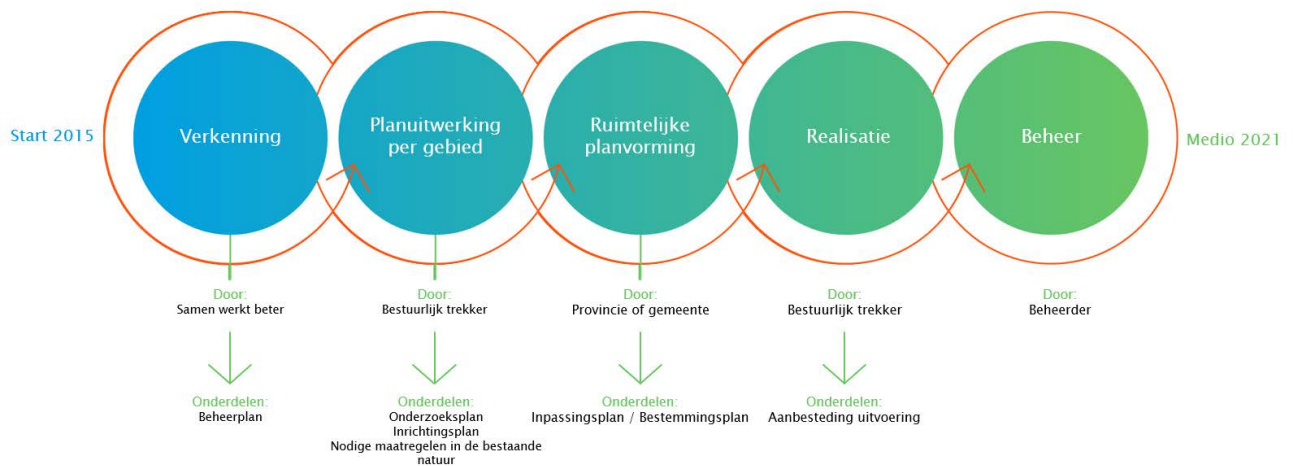 Start 2015
Verkenning
Planuitwerking
per gebied
Ruimtelijke
planvorming
Realisatie
Beheer
Medio 2021
Door:
Samen werkt beter
Door:
Bestuurlijk trekker
Door:
Provincie of gemeente
Door:
Bestuurlijk trekker
Door:
Beheerder
Onderdelen:
Beheerplan
Onderdelen:
Onderzoeksplan
Inrichtingsplan
Nodige maatregelen in de bestaande
natuur
Onderdelen:
Inpassingsplan / Bestemmingsplan
Onderdelen:
Aanbesteding uitvoering